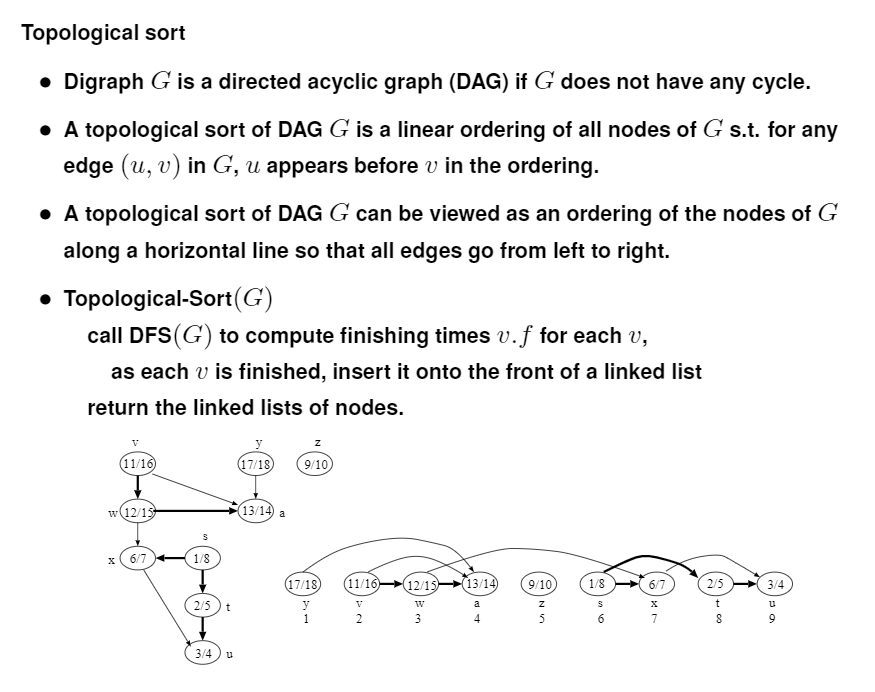 Topological sort
• Digraph G is a directed acyclic graph (DAG) if G does not have any cycle.
• A topological sort of DAG G is a linear ordering of all nodes of G s.t. for any
edge (u, v) in G, u appears before v in the ordering.
• A topological sort of DAG G can be viewed as an ordering of the nodes of G
along a horizontal line so that all edges go from left to right.
• Topological-Sort(G)
call DFS(G) to compute finishing times v.f for each v,
as each v is finished, insert it onto the front of a linked list
return the linked lists of nodes.
v y z
11/16 17/18 9/10
w 12/15 13/14 a
s
x 6/7 1/8
2/5 t
3/4 u
17/18 11/16 12/15 13/14 9/10 1/8 6/7 2/5 3/4
y v w a z s x t u
1 2 3 4 5 6 7 8 9